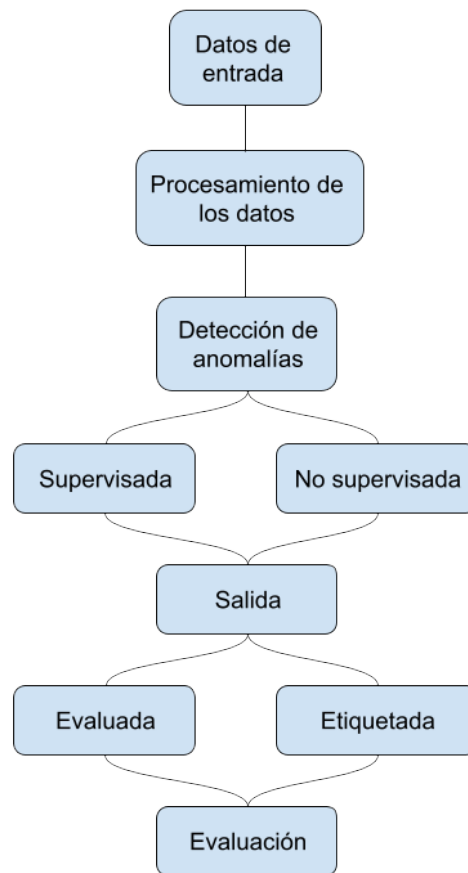 Datos de
entrada
Procesamiento de
los datos
Detección de
anomalías
Supervisada
No supervisada
Salida
Evaluada
Etiquetada
Evaluación